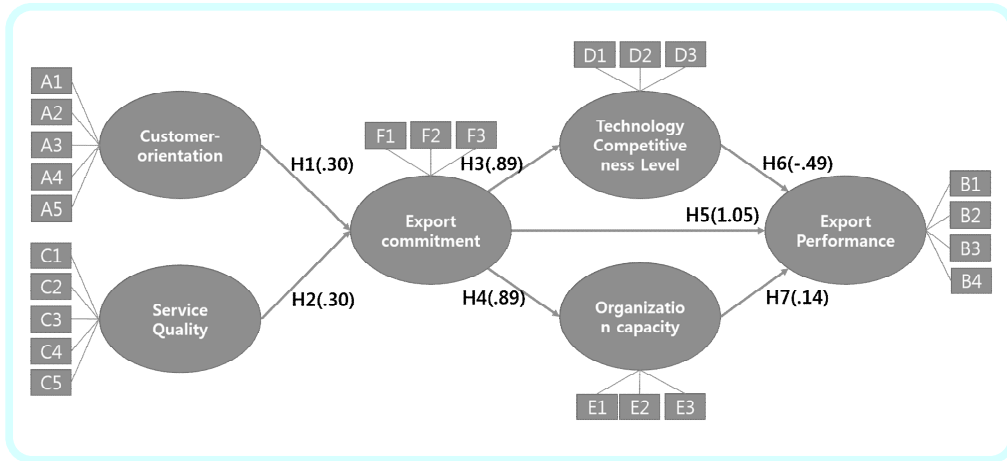 A1
A2
A3
A4
A5
Customer-
orientation
H1(.30)
C1
C2
C3
C4
C5
Service
Quality
H2(.30)
F1 F2 F3
Export
commitment
H3(.89)
H4(.89)
H5(1.05)
D1 D2 D3
Technology
Competitive
ness Level
H6(-.49)
Organizatio
n capacity
E1 E2 E3
H7(.14)
Export
Performance
B1
B2
B3
B4